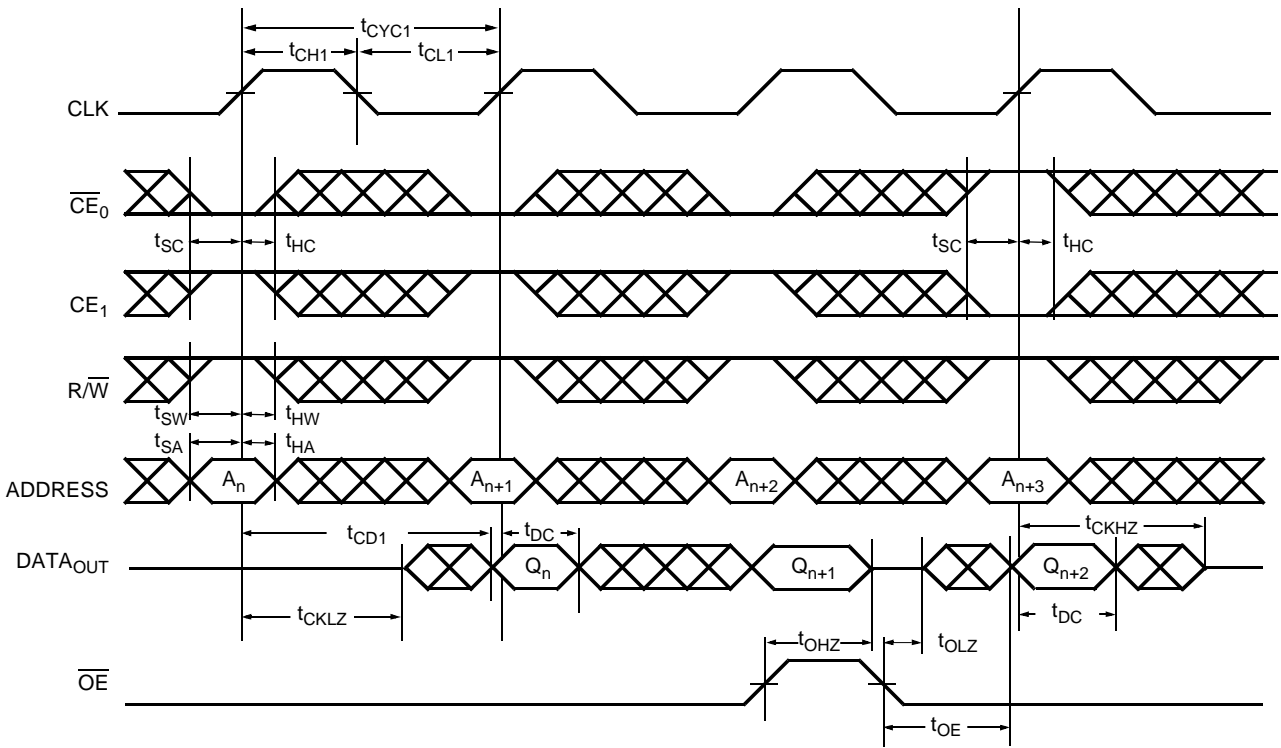 tCYC1
tCH1 tCL1
CLK
CE0
tSC tHC tSC tHC
CE1
R/W
tSW tHW
tSA tHA
ADDRESS An An+1 An+2 An+3
tCD1 tDC tCKHZ
DATAOUT Qn Qn+1 Qn+2
tCKLZ tDC
tOHZ tOLZ
OE
tOE